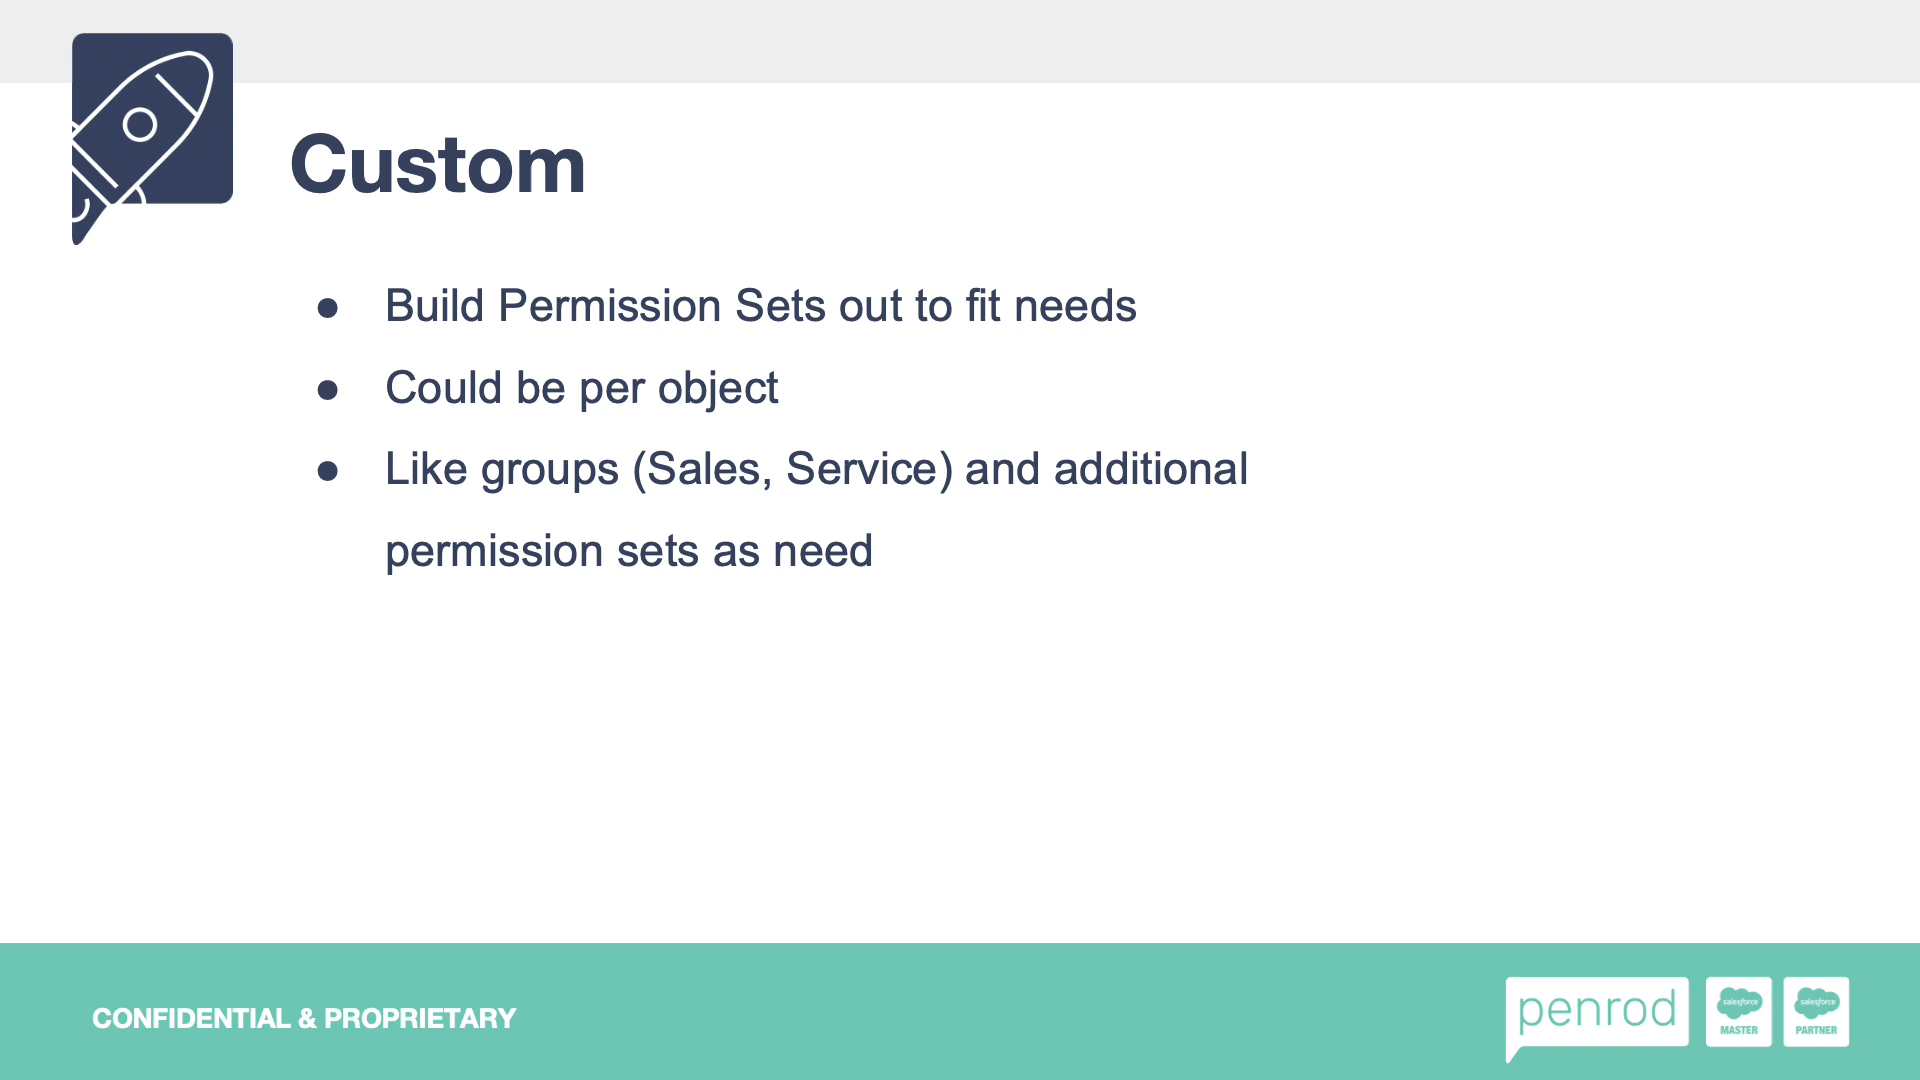 Custom
● Build Permission Sets out to fit needs
● Could be per object
● Like groups (Sales, Service) and additional
permission sets as need
CONFIDENTIAL & PROPRIETARY
penrod
salesforce
MASTER
salesforce
PARTNER